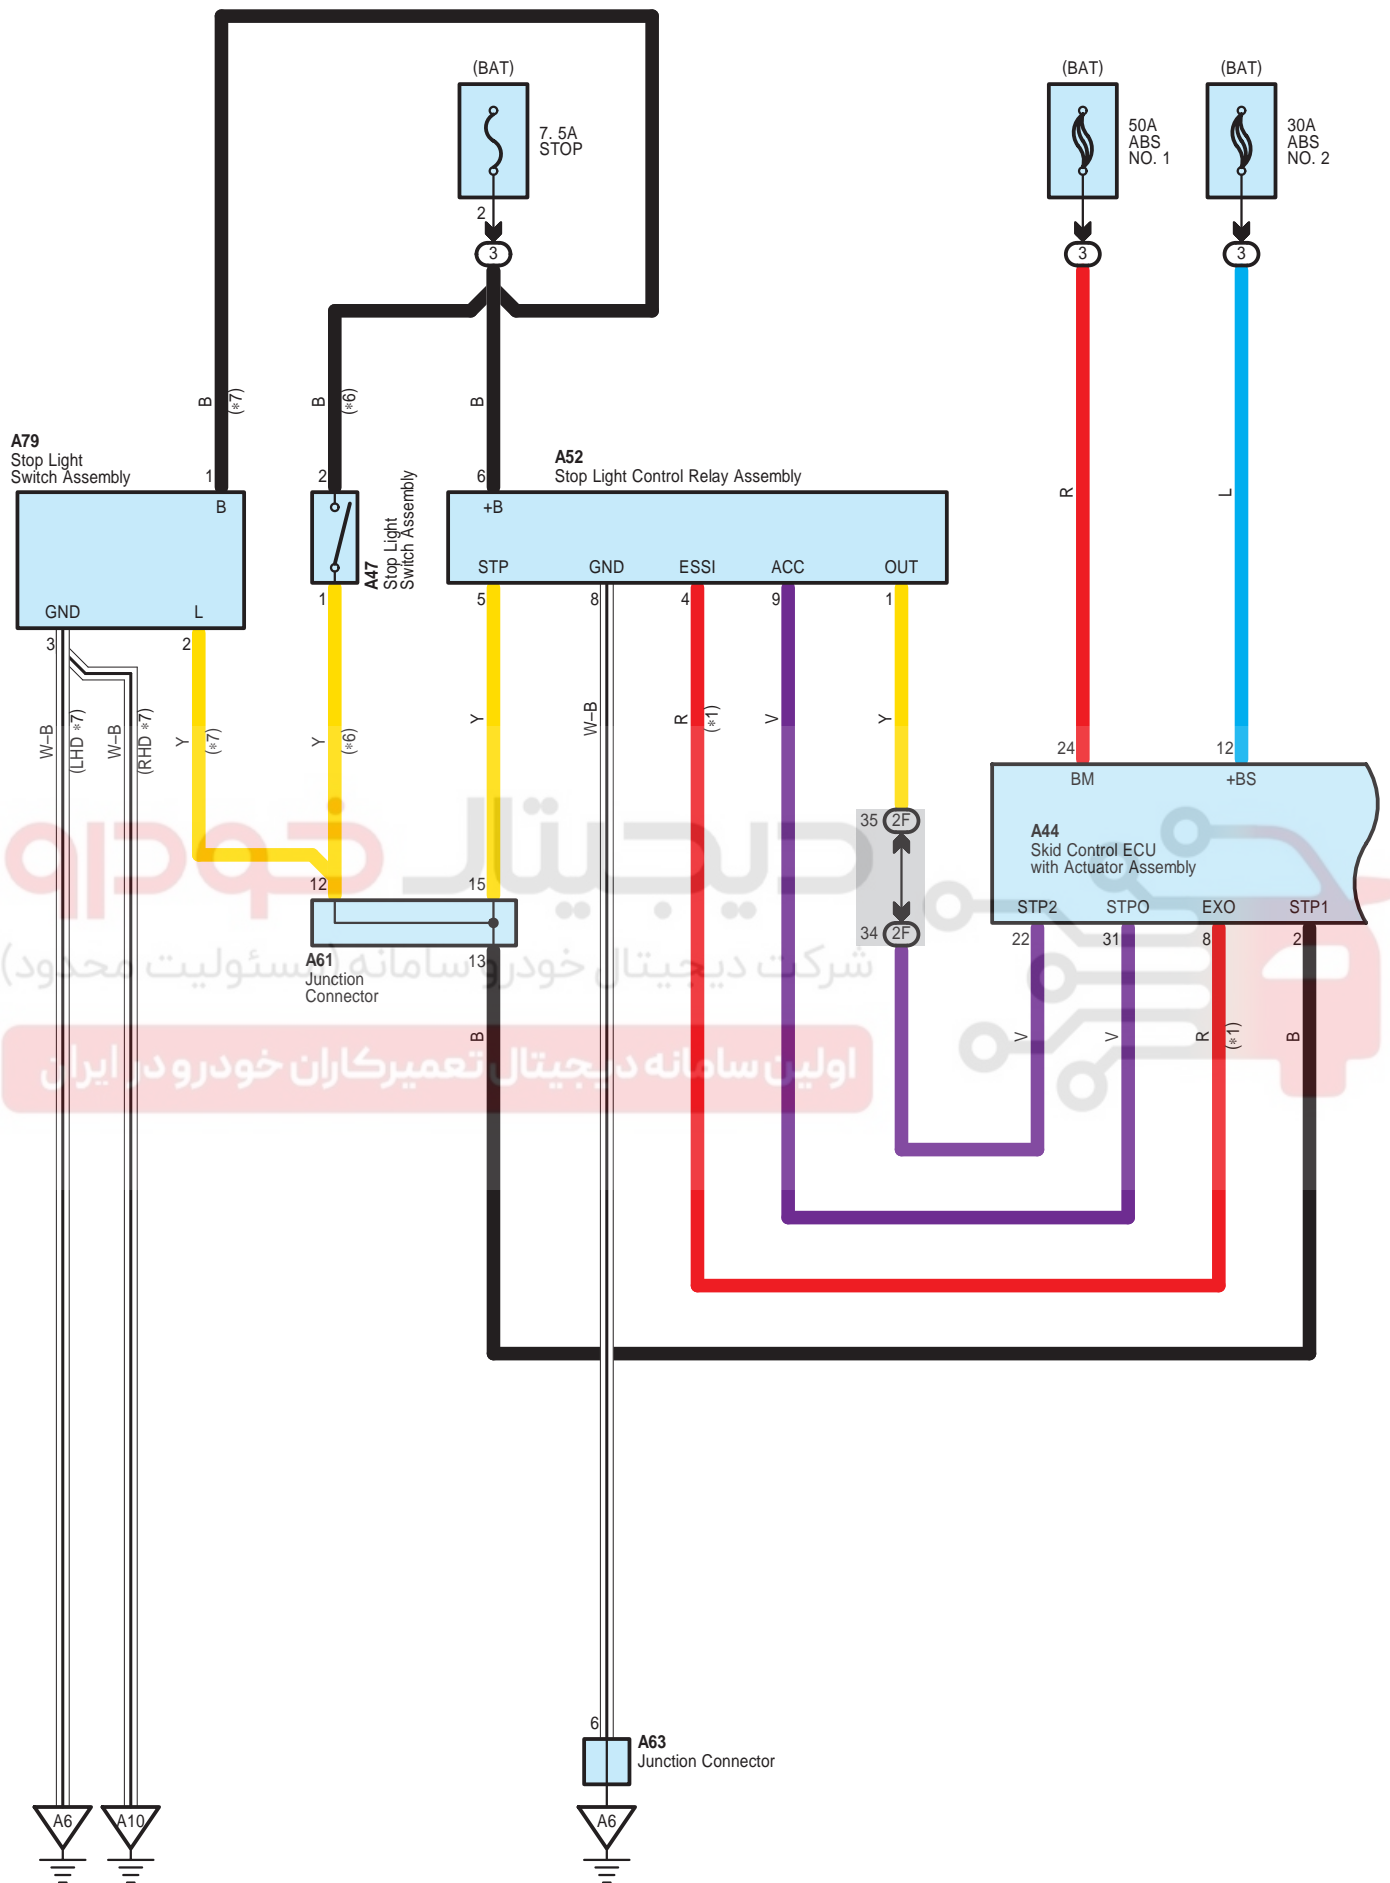 (BAT)
7. 5A
STOP
2
3
(BAT)
50A
ABS
NO. 1
3
(BAT)
30A
ABS
NO. 2
3
B
(*7)
B
(*6)
B
R
L
A79
Stop Light
Switch Assembly
1
B
GND
L
3
2
2
A47
Stop Light
Switch Assembly
1
A52
Stop Light Control Relay Assembly
6
+B
STP
GND
ESSI
ACC
OUT
5
8
4
9
1
W–B
(LHD *7)
W–B
(RHD *7)
Y
(*7)
Y
(*6)
Y
W–B
R
(*1)
V
Y
24
12
BM
+BS
A44
Skid Control ECU
with Actuator Assembly
STP2
STPO
EXO
STP1
22
31
8
2
35
2F
34
2F
12
15
A61
Junction
Connector
13
B
V
V
R
(*1)
B
دیجیتال خودرو
شرکت دیجیتال خودرو سامانه (مسئولیت محدود)
اولین سامانه دیجیتال تعمیرکاران خودرو در ایران
6
A63
Junction Connector
A6
A10
A6